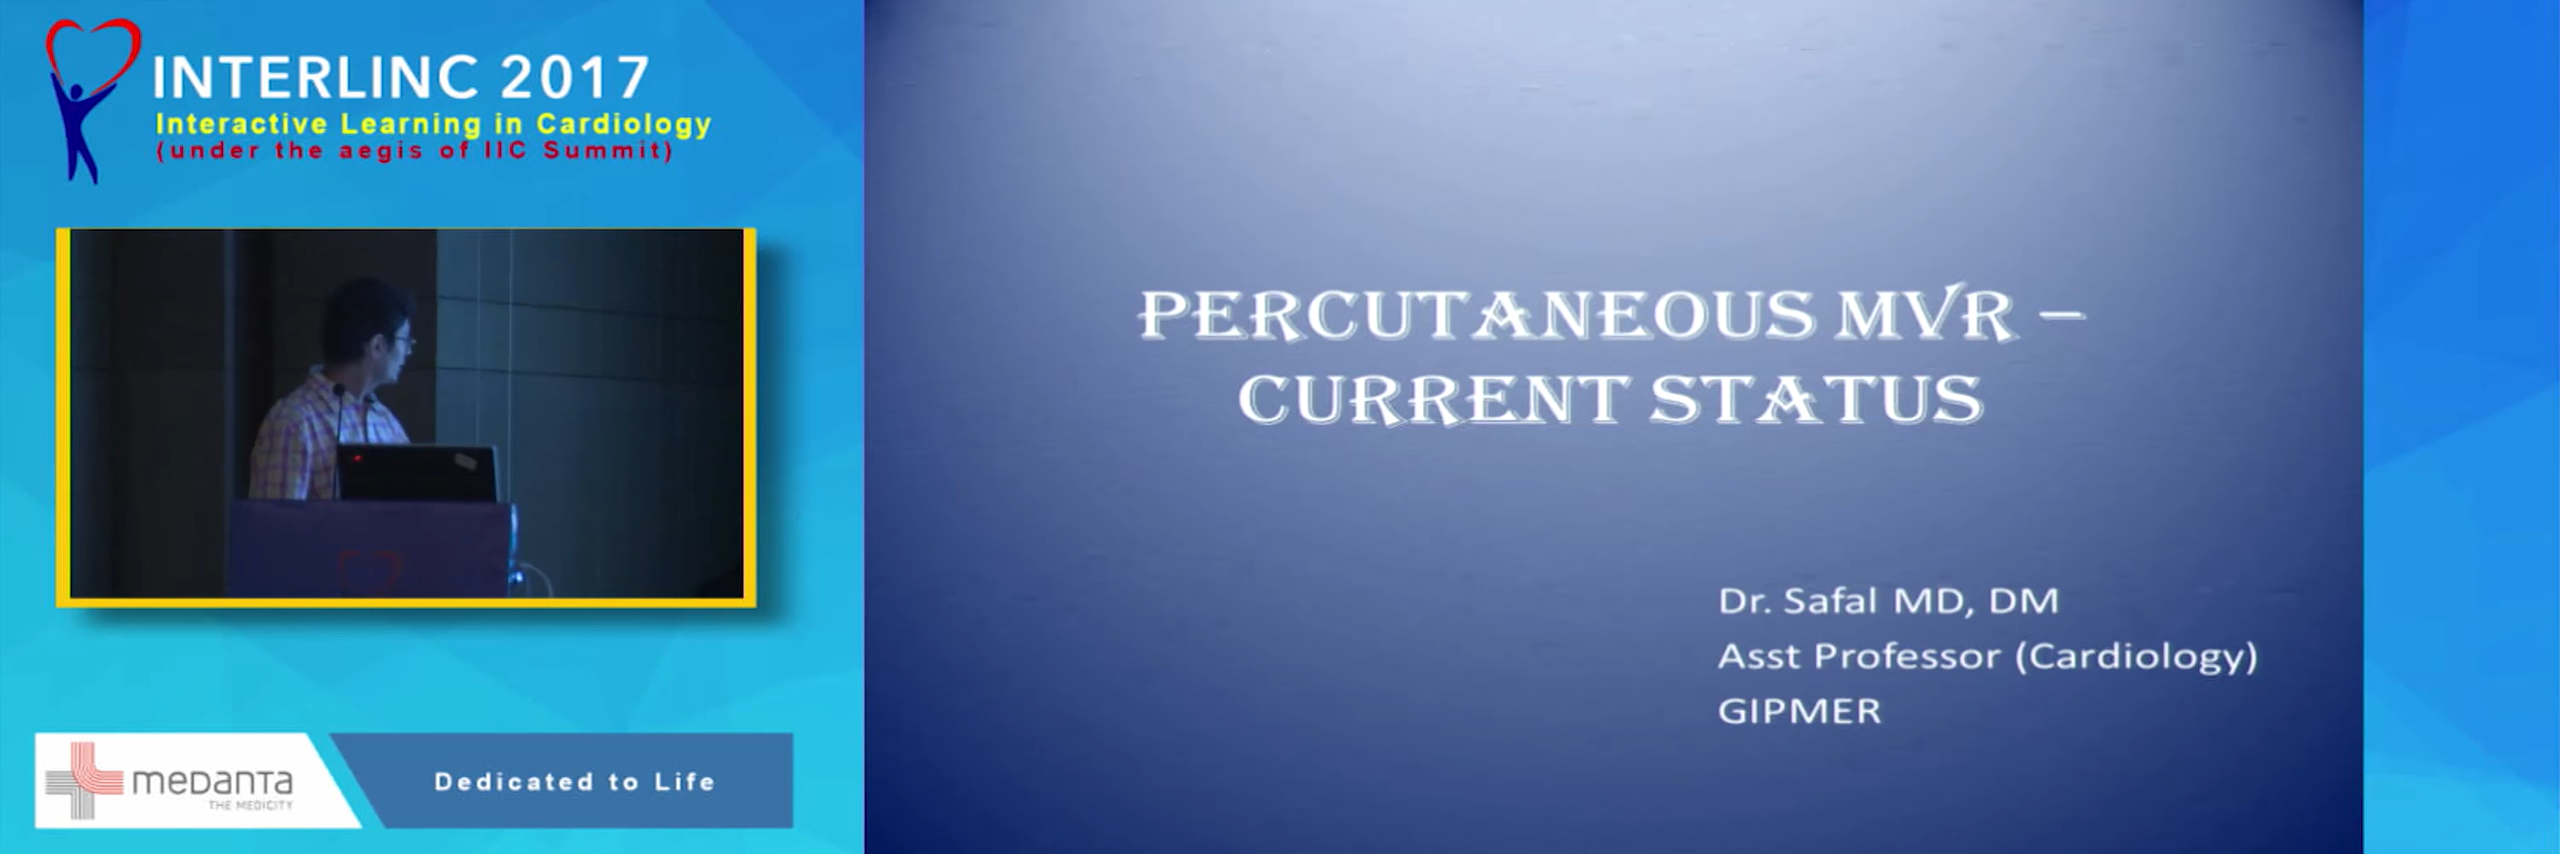 INTERLINC 2017
Interactive Learning in Cardiology
(under the aegis of IIC Summit)
meDanTa
THE MEDICITY
Dedicated to Life
PERCUTANEOUS MVR –
CURRENT STATUS
Dr. Safal MD, DM
Asst Professor (Cardiology)
GIPMER